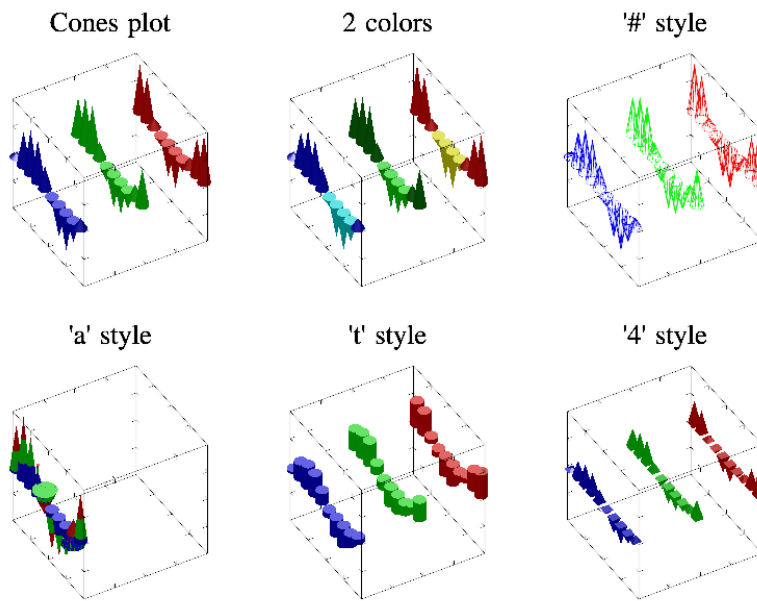 Cones plot
2 colors
'#' style
'a' style
't' style
'4' style